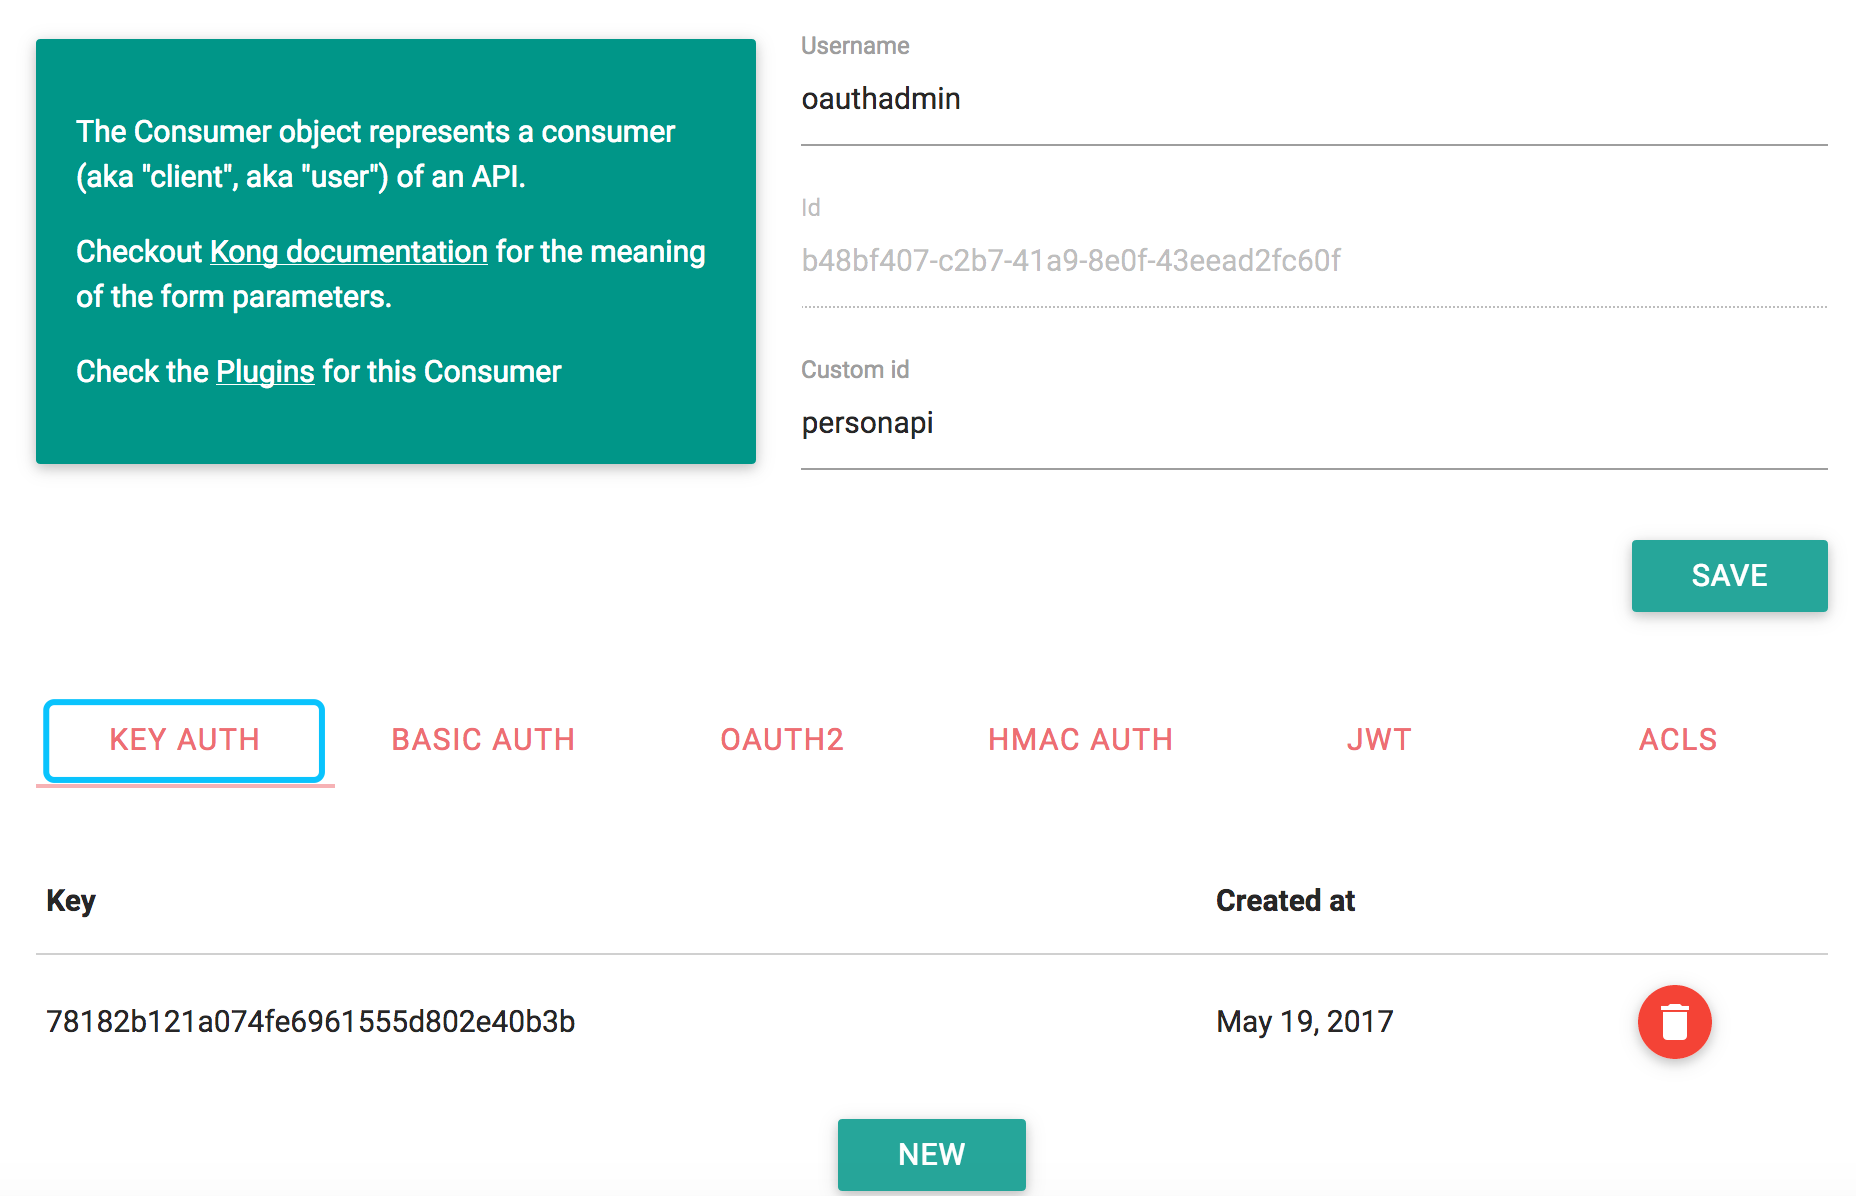 The Consumer object represents a consumer
(aka "client", aka "user") of an API.
Checkout Kong documentation for the meaning
of the form parameters.
Check the Plugins for this Consumer
Username
oauthadmin
Id
b48bf407-c2b7-41a9-8e0f-43eead2fc60f
Custom id
personapi
SAVE
KEY AUTH BASIC AUTH OAUTH2 HMAC AUTH JWT ACLS
Key Created at
78182b121a074fe6961555d802e40b3b May 19, 2017
NEW